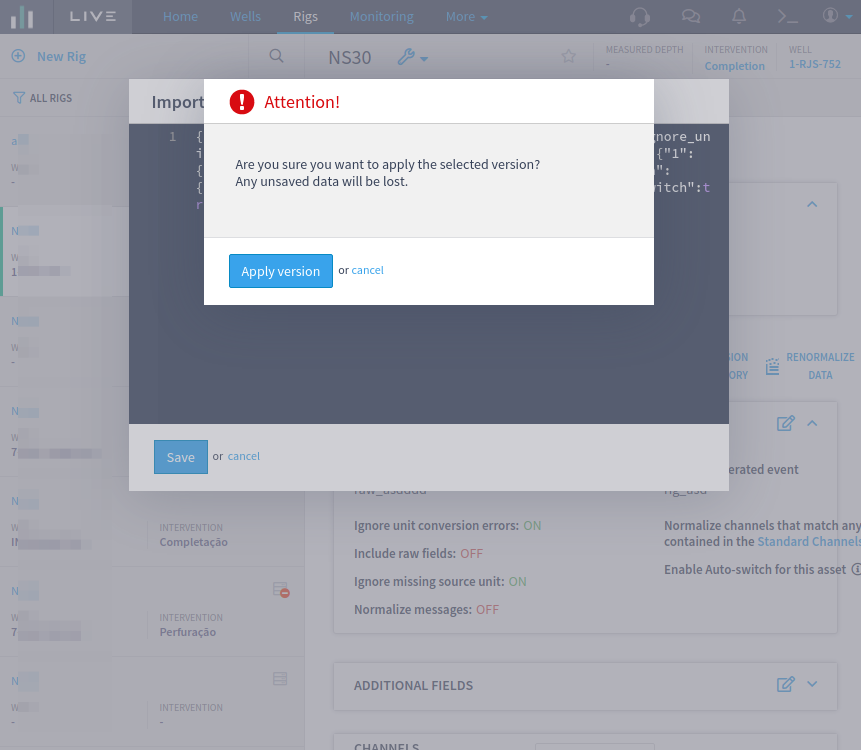 LIVE Home Wells Rigs Monitoring More
New Rig
NS30
MEASURED DEPTH
-
INTERVENTION
Completion
WELL
1-RJS-752
ALL RIGS
Import
Attention!
1 {
i
{
{
r
gnore_un
{"1":
":
witch":t
Are you sure you want to apply the selected version?
Any unsaved data will be lost.
Apply version or cancel
ION
ORY
RENORMALIZE
DATA
Save or cancel
erated event
Ignore unit conversion errors: ON
Include raw fields: OFF
Ignore missing source unit: ON
Normalize messages: OFF
Normalize channels that match any
contained in the Standard Channels
Enable Auto-switch for this asset
ADDITIONAL FIELDS
CHANNELS
a
W
-
N
W
1
N
W
-
N
W
7
N
W
INTERVENTION
Completação
N
W
7
INTERVENTION
Perfuração
N
W
-
INTERVENTION
-